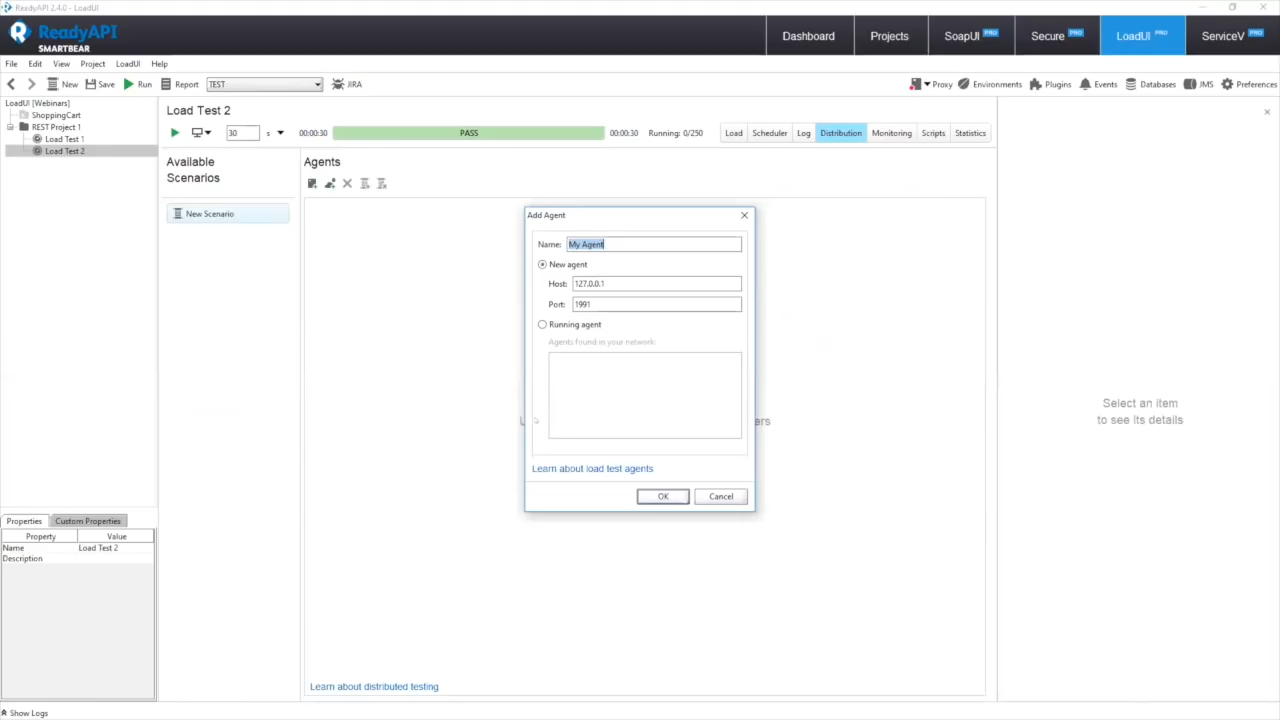 ReadyAPI 2.4.0 - LoadUI
ReadyAPI
SMARTBEAR
Dashboard
Projects
SoapUI PRO
Secure PRO
LoadUI PRO
ServiceV PRO
File Edit View Project LoadUI Help
New Save Run Report TEST JIRA
Proxy Environments Plugins Events Databases JMS Preferences
LoadUI [Webinars]
ShoppingCart
REST Project 1
Load Test 1
Load Test 2
Load Test 2
30 s 00:00:30 PASS 00:00:30 Running: 0/250
Load Scheduler Log Distribution Monitoring Scripts Statistics
Available
Scenarios
New Scenario
Agents
Add Agent
Name: My Agent
New agent
Host: 127.0.0.1
Port: 1991
Running agent
Agents found in your network:
Learn about load test agents
OK Cancel
Select an item
to see its details
Properties Custom Properties
Property Value
Name Load Test 2
Description
Learn about distributed testing
Show Logs